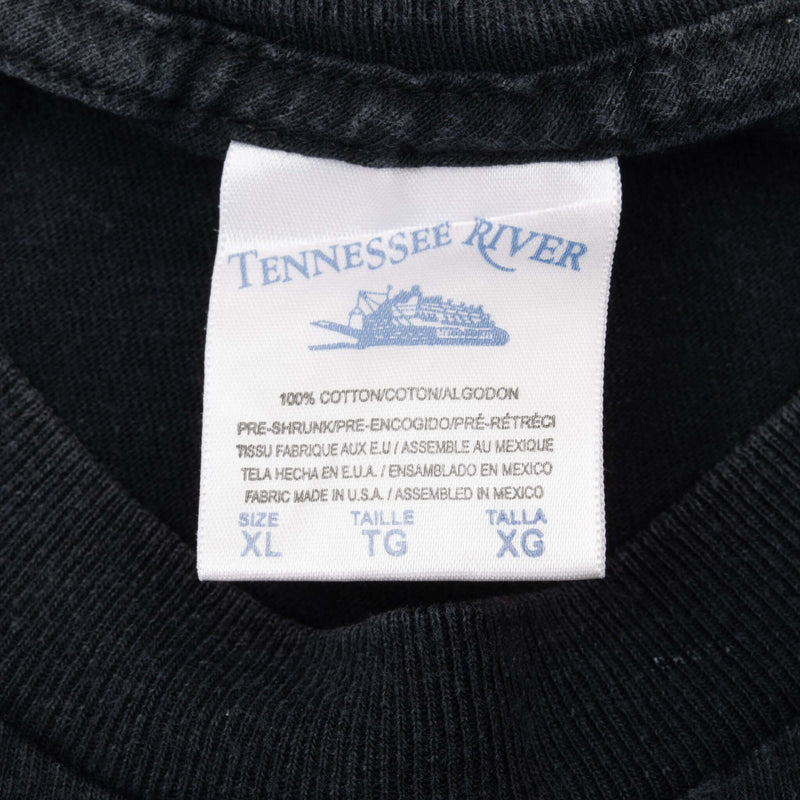 TENNESSEE RIVER
100% COTTON/COTON/ALGODON
PRE-SHRUNK/PRE-ENCOGIDO/PRÉ-RÉTRÉCI
TISSU FABRIQUE AUX E.U / ASSEMBLE AU MEXIQUE
TELA HECHA EN E.U.A. / ENSAMBLADO EN MEXICO
FABRIC MADE IN U.S.A. / ASSEMBLED IN MEXICO
SIZE TAILLE TALLA
XL TG XG